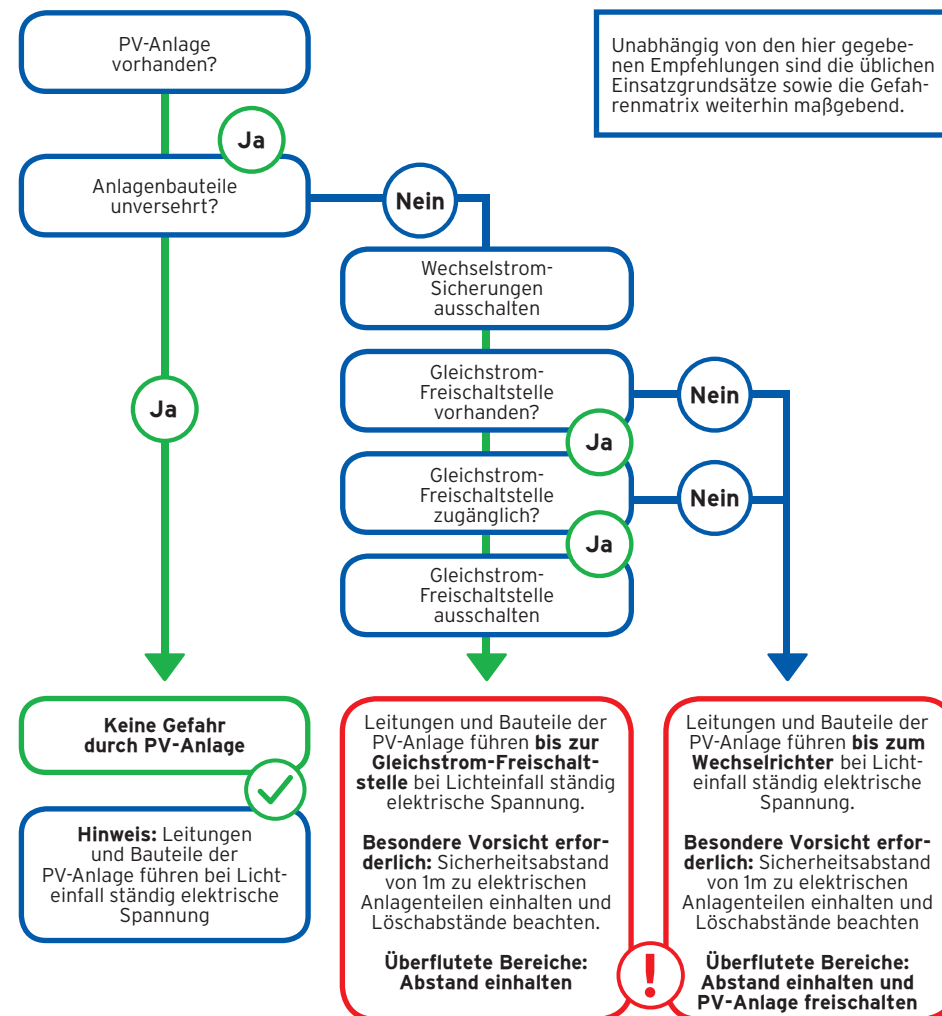 PV-Anlage
vorhanden?
Unabhängig von den hier gegebe-
nen Empfehlungen sind die üblichen
Einsatzgrundsätze sowie die Gefah-
renmatrix weiterhin maßgebend.
Ja
Anlagenbauteile
unversehrt?
Nein
Wechselstrom-
Sicherungen
ausschalten
Gleichstrom-
Freischaltstelle
vorhanden?
Nein
Ja
Ja
Gleichstrom-
Freischaltstelle
zugänglich?
Nein
Ja
Gleichstrom-
Freischaltstelle
ausschalten
Keine Gefahr
durch PV-Anlage
Hinweis: Leitungen
und Bauteile der
PV-Anlage führen bei Licht-
einfall ständig elektrische
Spannung
Leitungen und Bauteile der
PV-Anlage führen bis zur
Gleichstrom-Freischalt-
stelle bei Lichteinfall ständig
elektrische Spannung.
Besondere Vorsicht erfor-
derlich: Sicherheitsabstand
von 1m zu elektrischen
Anlagenteilen einhalten und
Löschabstände beachten.
Überflutete Bereiche:
Abstand einhalten
!
Leitungen und Bauteile der
PV-Anlage führen bis zum
Wechselrichter bei Licht-
einfall ständig elektrische
Spannung.
Besondere Vorsicht erfor-
derlich: Sicherheitsabstand
von 1m zu elektrischen
Anlagenteilen einhalten und
Löschabstände beachten
Überflutete Bereiche:
Abstand einhalten und
PV-Anlage freischalten